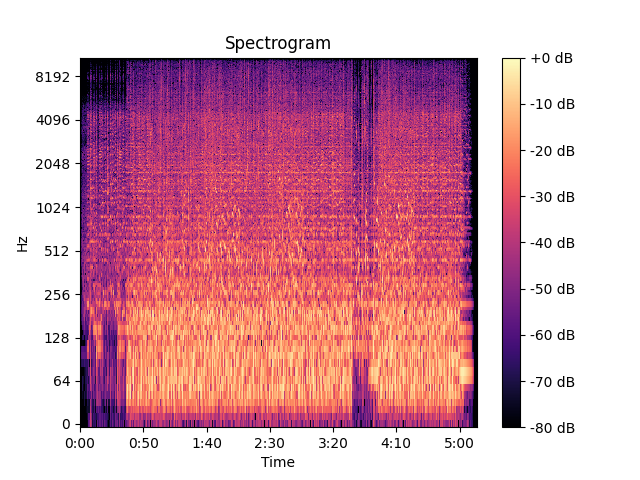 Spectrogram
8192
4096
2048
1024
512
256
128
64
0
Hz
0:00 0:50 1:40 2:30 3:20 4:10 5:00
Time
+0 dB
-10 dB
-20 dB
-30 dB
-40 dB
-50 dB
-60 dB
-70 dB
-80 dB